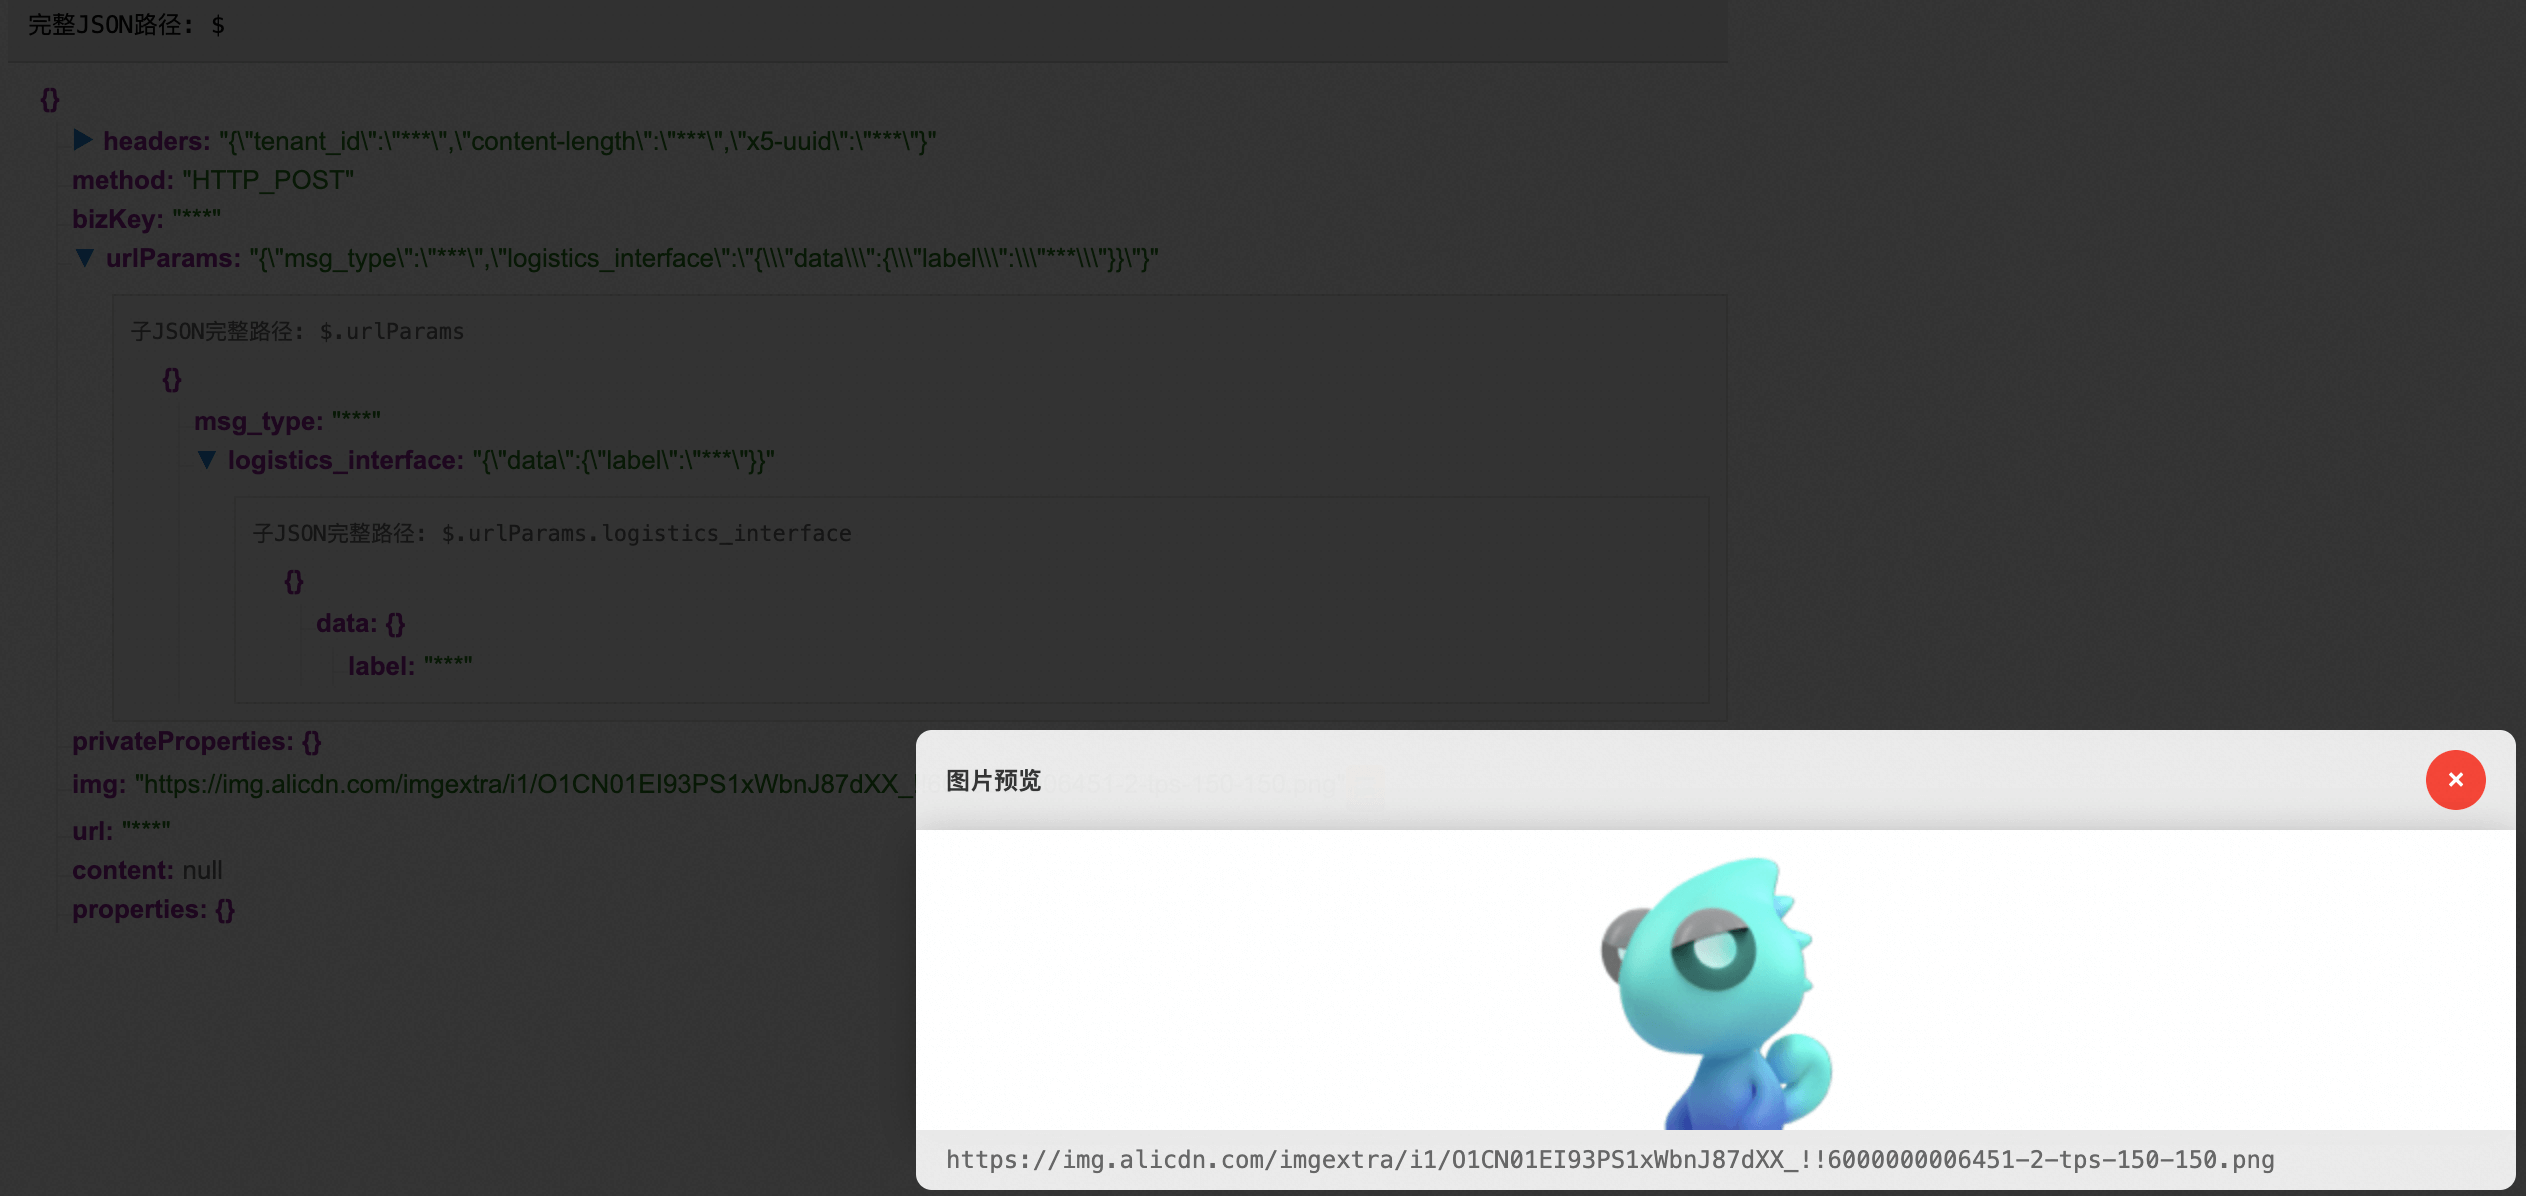 完整JSON路径: $
{}
headers: "{\"tenant_id\":\"***\",\"content-length\":\"***\",\"x5-uuid\":\"***\"}"
method: "HTTP_POST"
bizKey: "***"
urlParams: "{\"msg_type\":\"***\",\"logistics_interface\":\"{\\\"data\\\":{\\\"label\\\":\\\"***\\\"}}\"}"
子JSON完整路径: $.urlParams
{}
msg_type: "***"
logistics_interface: "{\"data\":{\"label\":\"***\"}}"
子JSON完整路径: $.urlParams.logistics_interface
{}
data: {}
label: "***"
privateProperties: {}
img: "https://img.alicdn.com/imgextra/i1/O1CN01EI93PS1xWbnJ87dXX_
url: "***"
content: null
properties: {}
图片预览
https://img.alicdn.com/imgextra/i1/O1CN01EI93PS1xWbnJ87dXX_!!6000000006451-2-tps-150-150.png